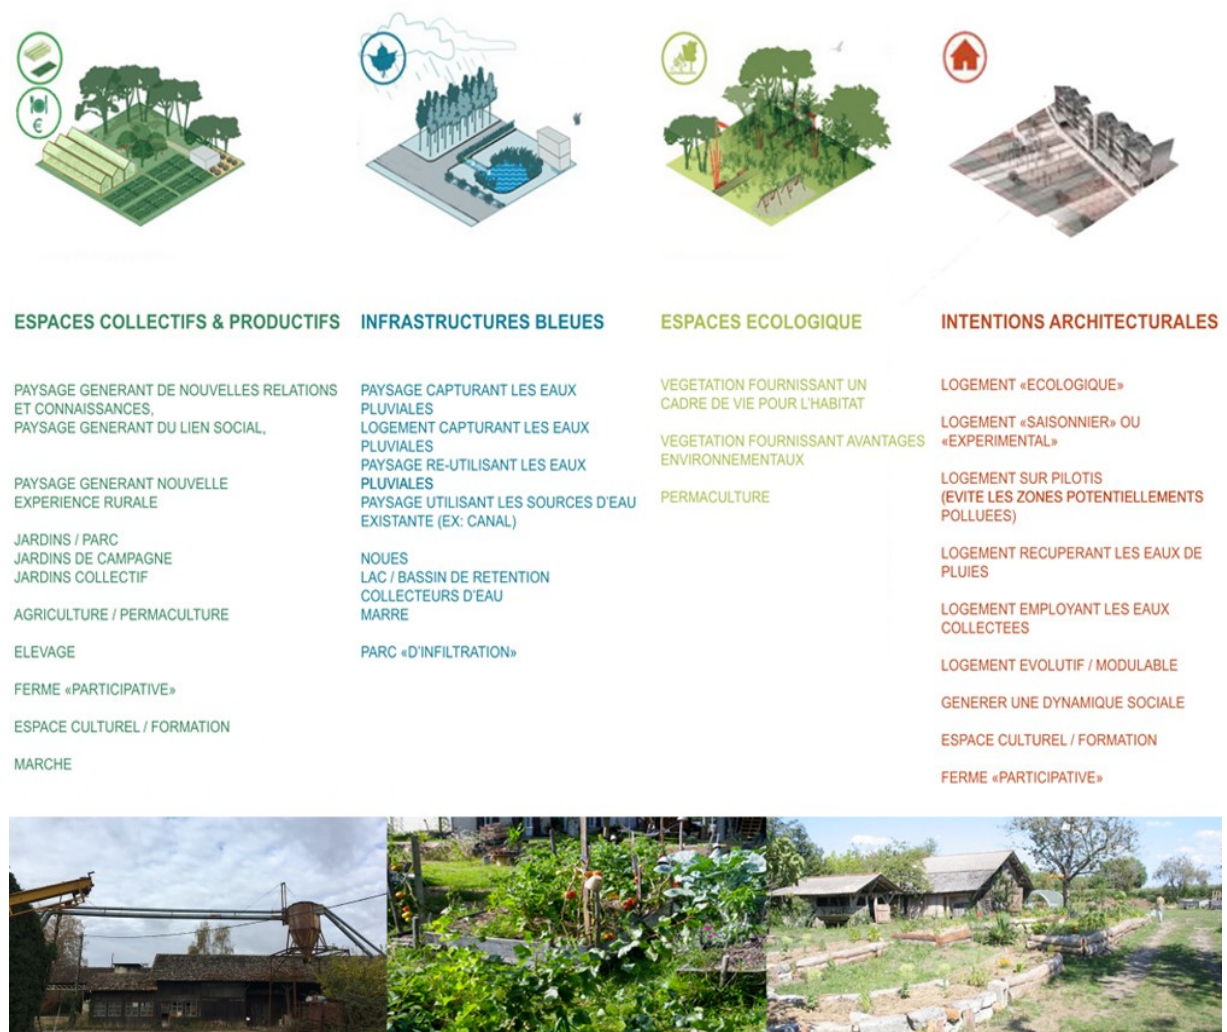 €
ESPACES COLLECTIFS & PRODUCTIFS
PAYSAGE GENERANT DE NOUVELLES RELATIONS
ET CONNAISSANCES,
PAYSAGE GENERANT DU LIEN SOCIAL,
PAYSAGE GENERANT NOUVELLE
EXPERIENCE RURALE
JARDINS / PARC
JARDINS DE CAMPAGNE
JARDINS COLLECTIF
AGRICULTURE / PERMACULTURE
ELEVAGE
FERME «PARTICIPATIVE»
ESPACE CULTUREL / FORMATION
MARCHE
INFRASTRUCTURES BLEUES
PAYSAGE CAPTURANT LES EAUX
PLUVIALES
LOGEMENT CAPTURANT LES EAUX
PLUVIALES
PAYSAGE RE-UTILISANT LES EAUX
PLUVIALES
PAYSAGE UTILISANT LES SOURCES D'EAU
EXISTANTE (EX: CANAL)
NOUES
LAC / BASSIN DE RETENTION
COLLECTEURS D'EAU
MARRE
PARC «D'INFILTRATION»
ESPACES ECOLOGIQUE
VEGETATION FOURNISSANT UN
CADRE DE VIE POUR L'HABITAT
VEGETATION FOURNISSANT AVANTAGES
ENVIRONNEMENTAUX
PERMACULTURE
INTENTIONS ARCHITECTURALES
LOGEMENT «ECOLOGIQUE»
LOGEMENT «SAISONNIER» OU
«EXPERIMENTAL»
LOGEMENT SUR PILOTIS
(EVITE LES ZONES POTENTIELLEMENTS
POLLUEES)
LOGEMENT RECUPERANT LES EAUX DE
PLUIES
LOGEMENT EMPLOYANT LES EAUX
COLLECTEES
LOGEMENT EVOLUTIF / MODULABLE
GENERER UNE DYNAMIQUE SOCIALE
ESPACE CULTUREL / FORMATION
FERME «PARTICIPATIVE»